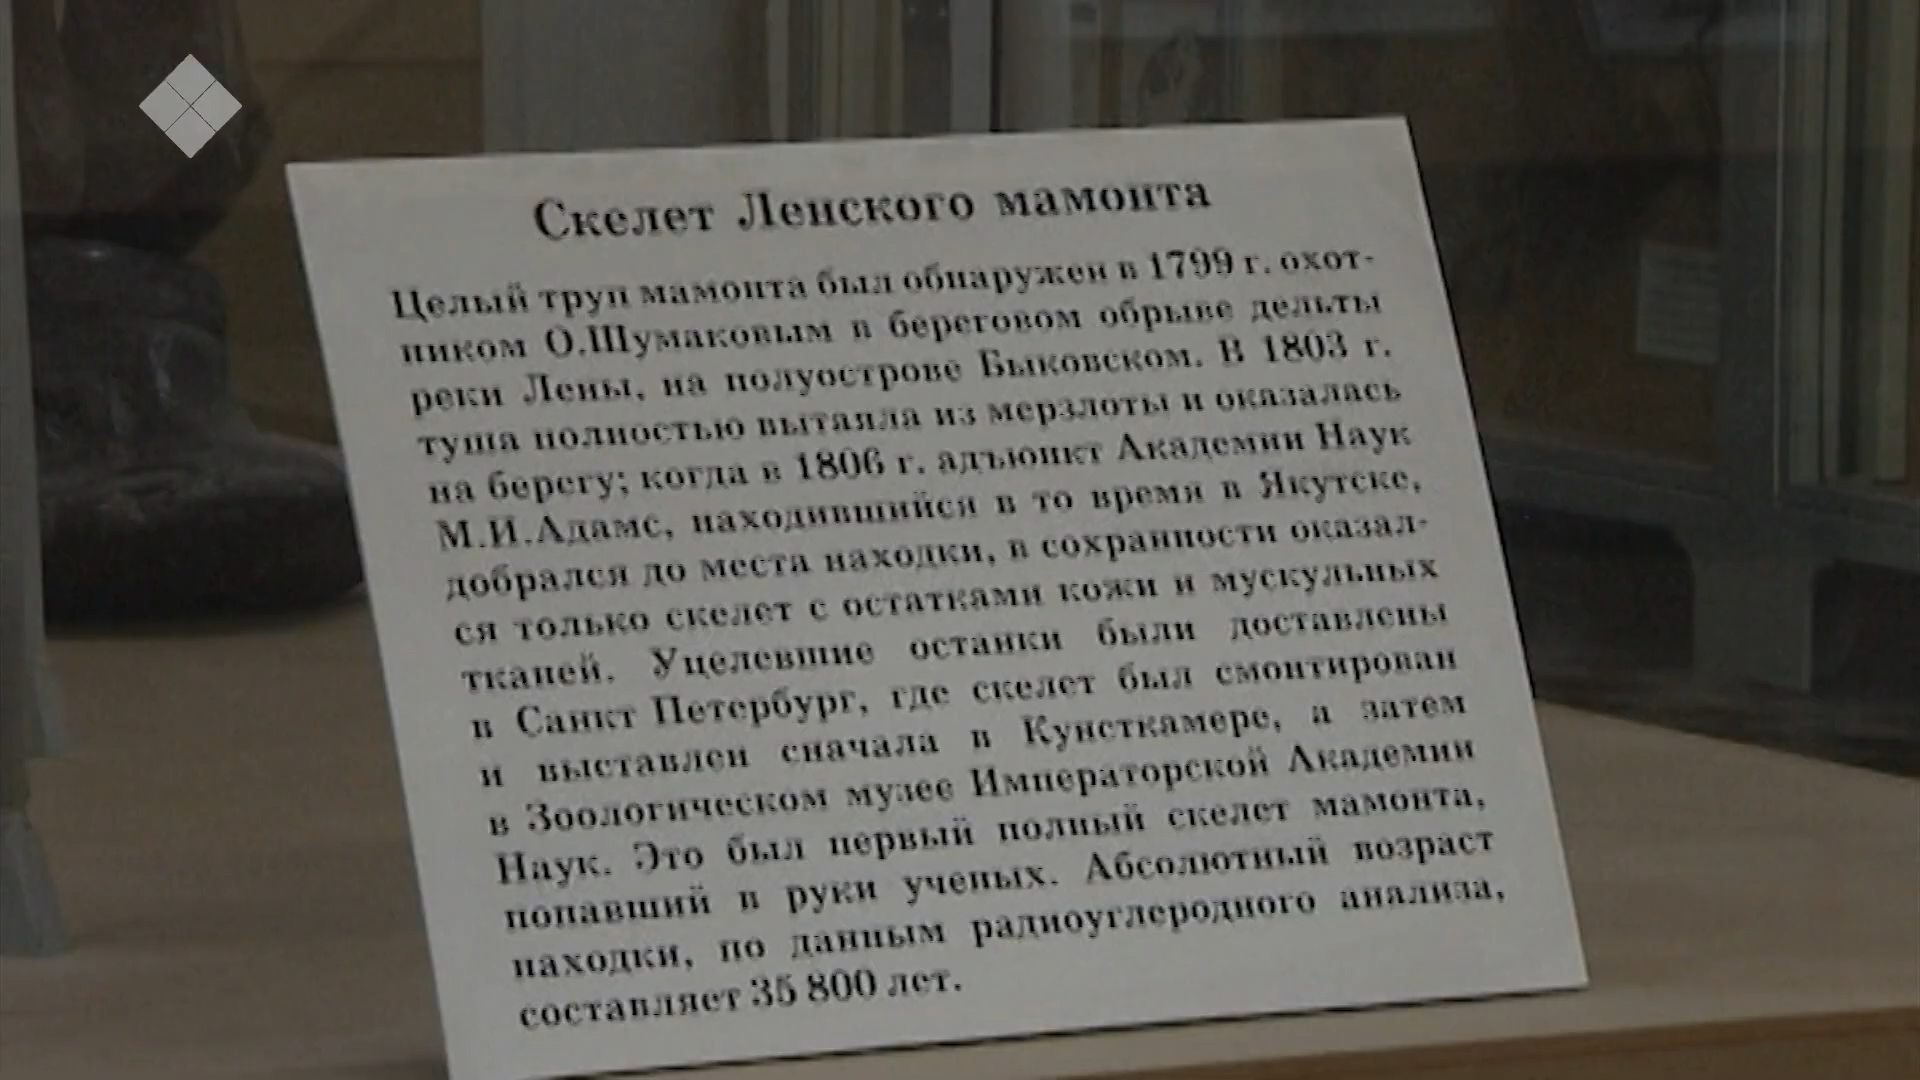 Скелет Ленского мамонта
Целый труп мамонта был обнаружен в 1799 г. охот-
ником О.Шумаковым в береговом обрыве дельты
реки Лены, на полуострове Быковском. В 1803 г.
туша полностью вытаяла из мерзлоты и оказалась
на берегу; когда в 1806 г. адъюнкт Академии Наук
М.И.Адамс, находившийся в то время в Якутске,
добрался до места находки, в сохранности оказал-
ся только скелет с остатками кожи и мускульных
тканей. Уцелевшие останки были доставлены
в Санкт Петербург, где скелет был смонтирован
и выставлен сначала в Кунсткамере, а затем
в Зоологическом музее Императорской Академии
Наук. Это был первый полный скелет мамонта,
попавший в руки ученых. Абсолютный возраст
находки, по данным радиоуглеродного анализа,
составляет 35 800 лет.